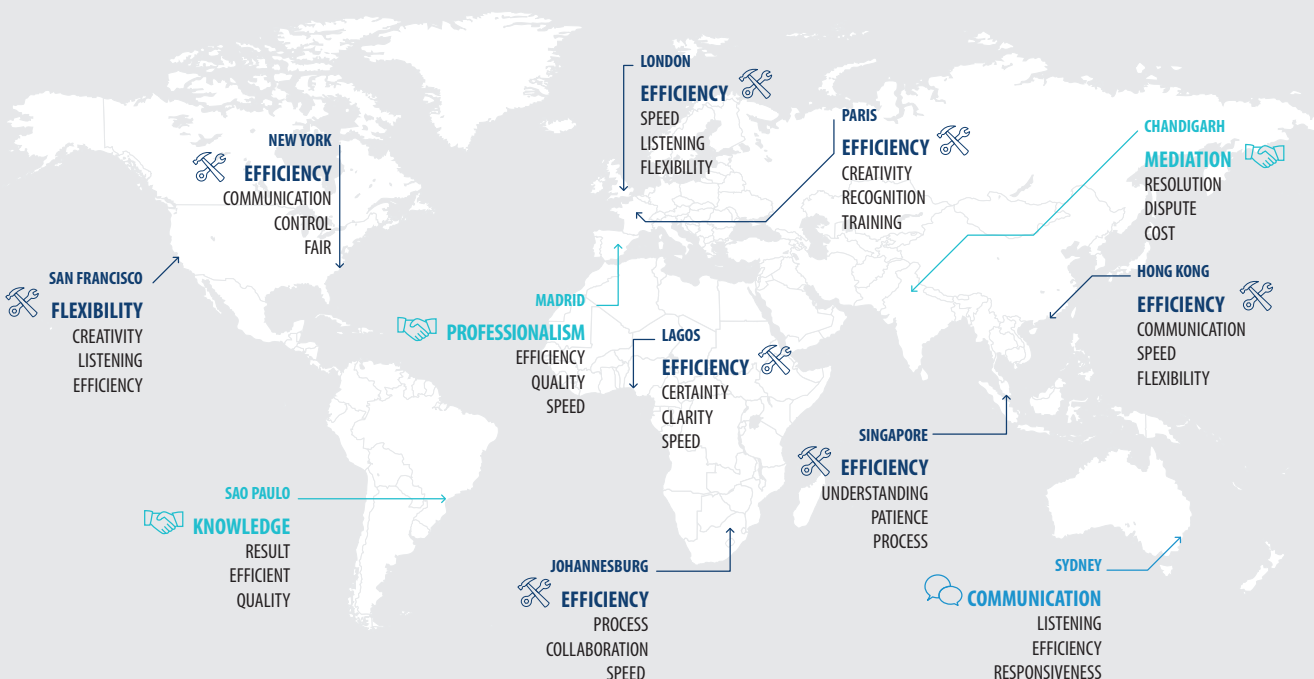 LONDON
EFFICIENCY
SPEED
LISTENING
FLEXIBILITY
PARIS
EFFICIENCY
CREATIVITY
RECOGNITION
TRAINING
CHANDIGARH
MEDIATION
RESOLUTION
DISPUTE
COST
NEW YORK
EFFICIENCY
COMMUNICATION
CONTROL
FAIR
SAN FRANCISCO
FLEXIBILITY
CREATIVITY
LISTENING
EFFICIENCY
MADRID
PROFESSIONALISM
EFFICIENCY
QUALITY
SPEED
LAGOS
EFFICIENCY
CERTAINTY
CLARITY
SPEED
HONG KONG
EFFICIENCY
COMMUNICATION
SPEED
FLEXIBILITY
SINGAPORE
EFFICIENCY
UNDERSTANDING
PATIENCE
PROCESS
SAO PAULO
KNOWLEDGE
RESULT
EFFICIENT
QUALITY
JOHANNESBURG
EFFICIENCY
PROCESS
COLLABORATION
SPEED
SYDNEY
COMMUNICATION
LISTENING
EFFICIENCY
RESPONSIVENESS